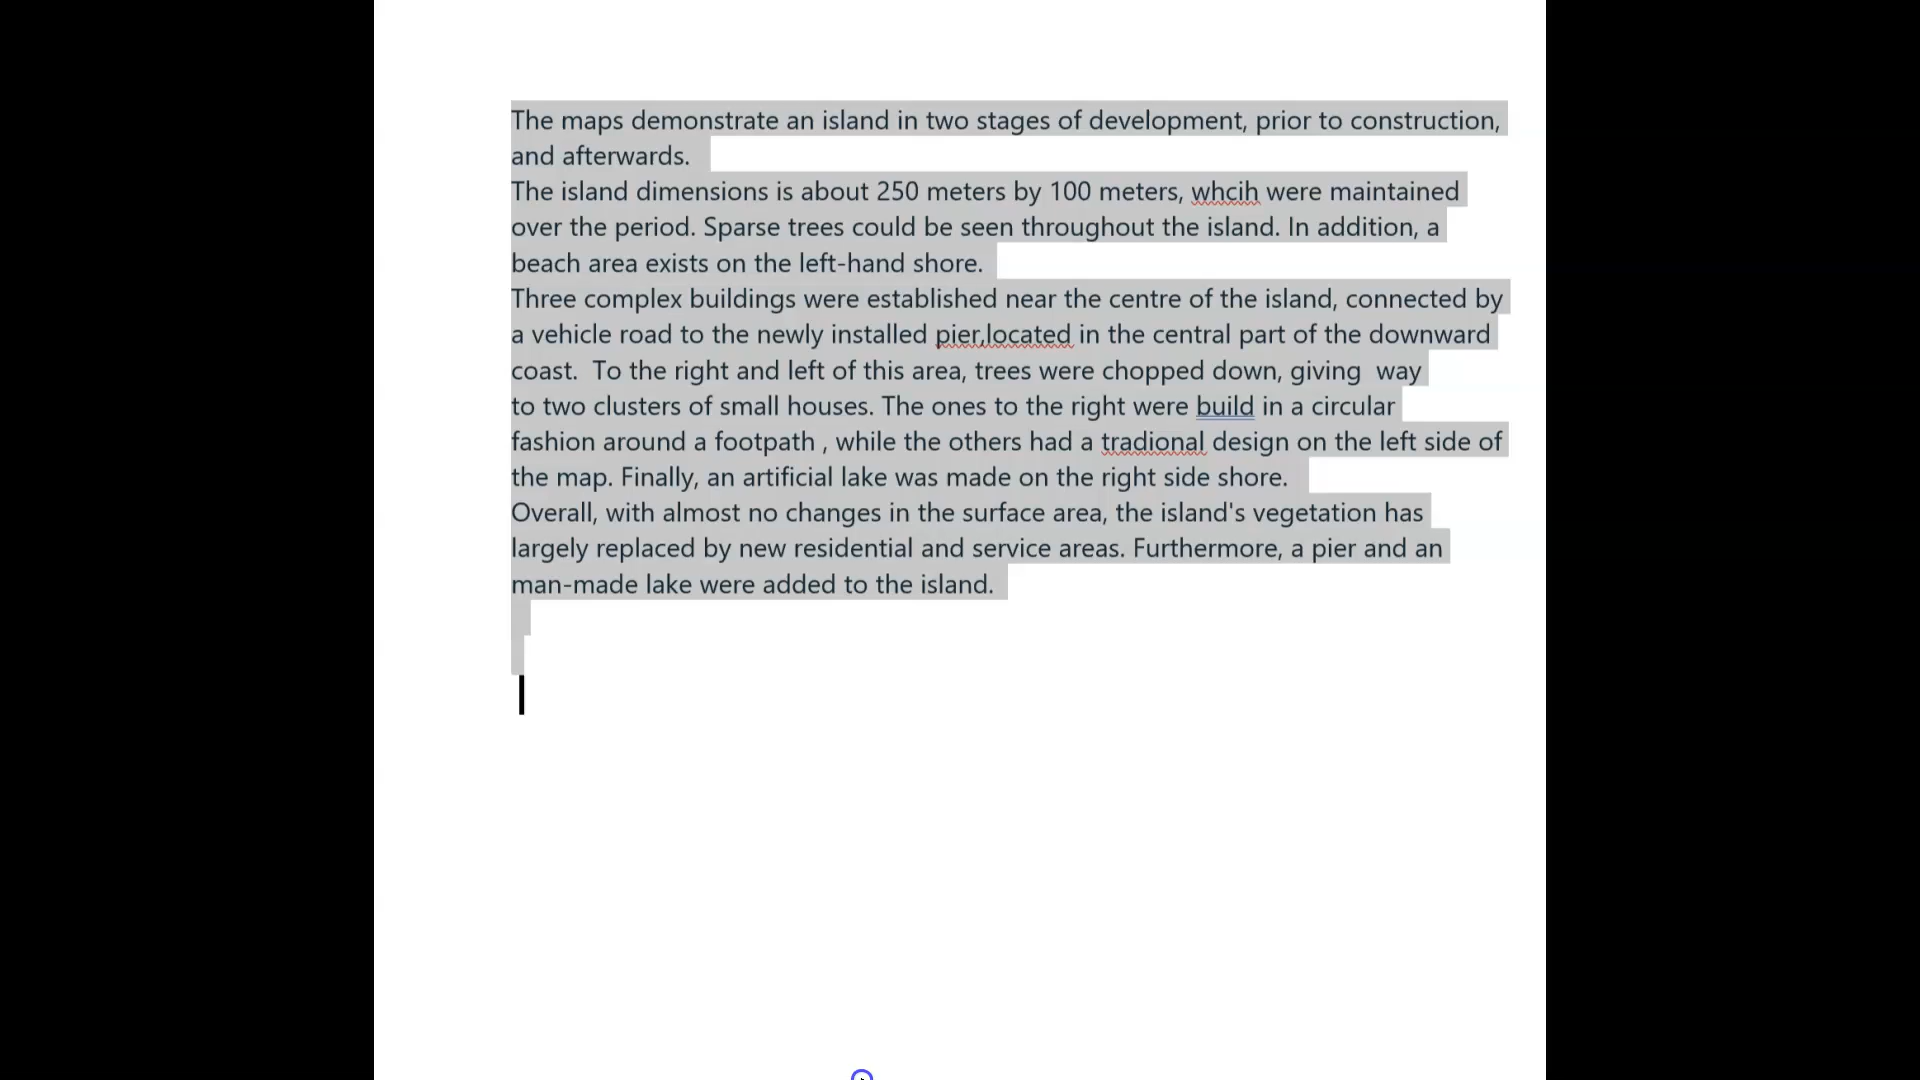 The maps demonstrate an island in two stages of development, prior to construction,
and afterwards.
The island dimensions is about 250 meters by 100 meters, whcih were maintained
over the period. Sparse trees could be seen throughout the island. In addition, a
beach area exists on the left-hand shore.
Three complex buildings were established near the centre of the island, connected by
a vehicle road to the newly installed pier,located in the central part of the downward
coast.  To the right and left of this area, trees were chopped down, giving  way
to two clusters of small houses. The ones to the right were build in a circular
fashion around a footpath , while the others had a tradional design on the left side of
the map. Finally, an artificial lake was made on the right side shore.
Overall, with almost no changes in the surface area, the island's vegetation has
largely replaced by new residential and service areas. Furthermore, a pier and an
man-made lake were added to the island.